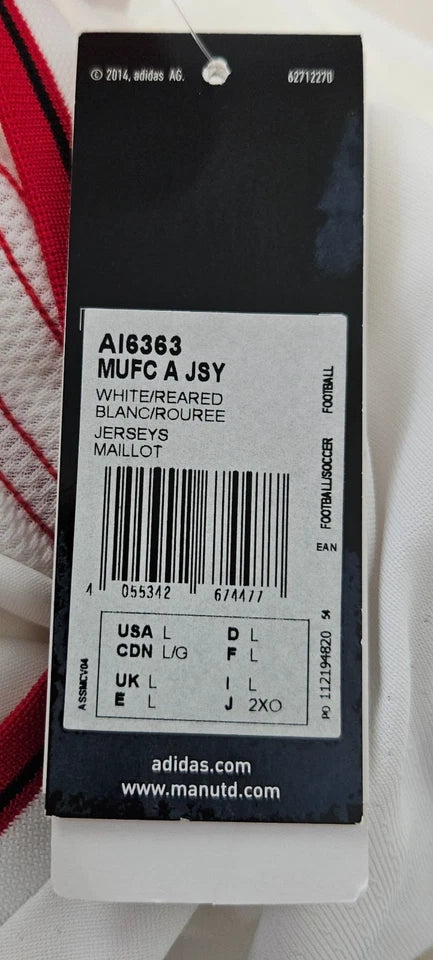 © 2014, adidas AG. 62712270
AI6363
MUFC A JSY
WHITE/REARED
BLANC/ROUREE
JERSEYS
MAILLOT
FOOTBALL/SOCCER FOOTBALL
EAN
4 055342 674477
USA L D L
CDN L/G F L
UK L I L
E L J 2XO
ASSMCV04
PO 112194820 54
adidas.com
www.manutd.com